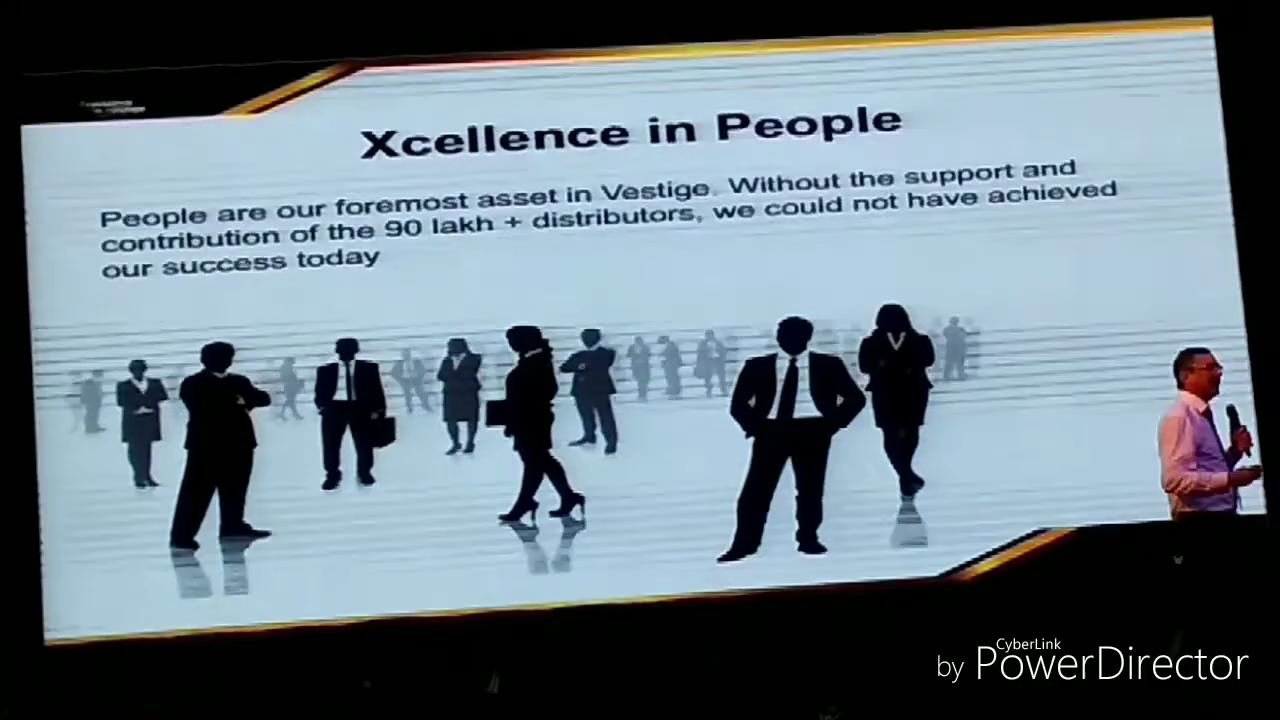 Xcellence in People
People are our foremost asset in Vestige. Without the support and
contribution of the 90 lakh + distributors, we could not have achieved
our success today
CyberLink
by PowerDirector